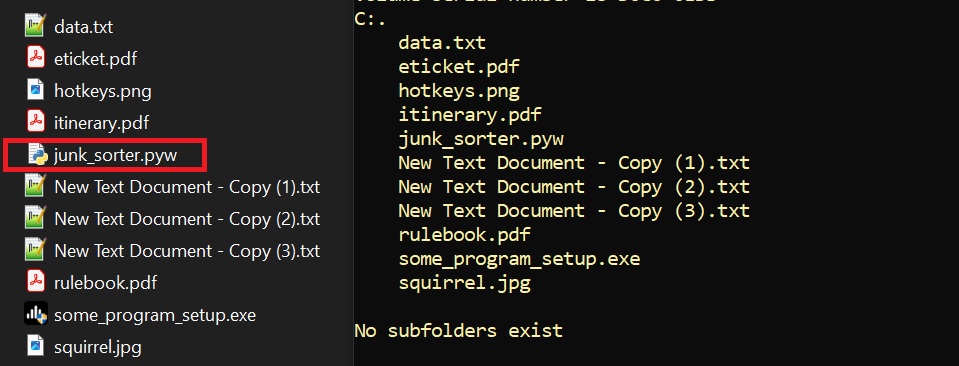 data.txt
eticket.pdf
hotkeys.png
itinerary.pdf
junk_sorter.pyw
New Text Document - Copy (1).txt
New Text Document - Copy (2).txt
New Text Document - Copy (3).txt
rulebook.pdf
some_program_setup.exe
squirrel.jpg
C:.
data.txt
eticket.pdf
hotkeys.png
itinerary.pdf
junk_sorter.pyw
New Text Document - Copy (1).txt
New Text Document - Copy (2).txt
New Text Document - Copy (3).txt
rulebook.pdf
some_program_setup.exe
squirrel.jpg
No subfolders exist